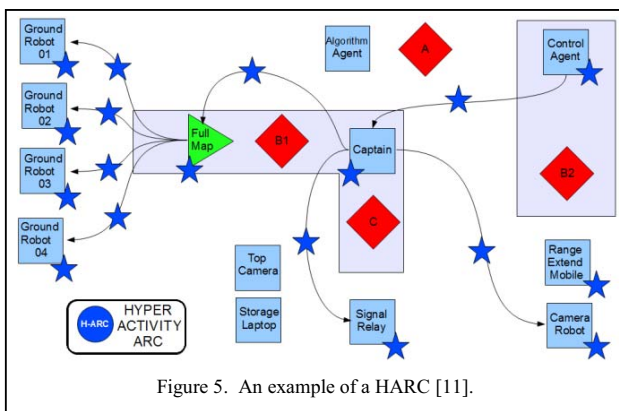 Ground
Robot
01
Ground
Robot
02
Ground
Robot
03
Ground
Robot
04
Full
Map
B1
Captain
C
Algorithm
Agent
A
Control
Agent
B2
Top
Camera
Storage
Laptop
Signal
Relay
Range
Extend
Mobile
Camera
Robot
H-ARC
HYPER
ACTIVITY
ARC
Figure 5. An example of a HARC [11].